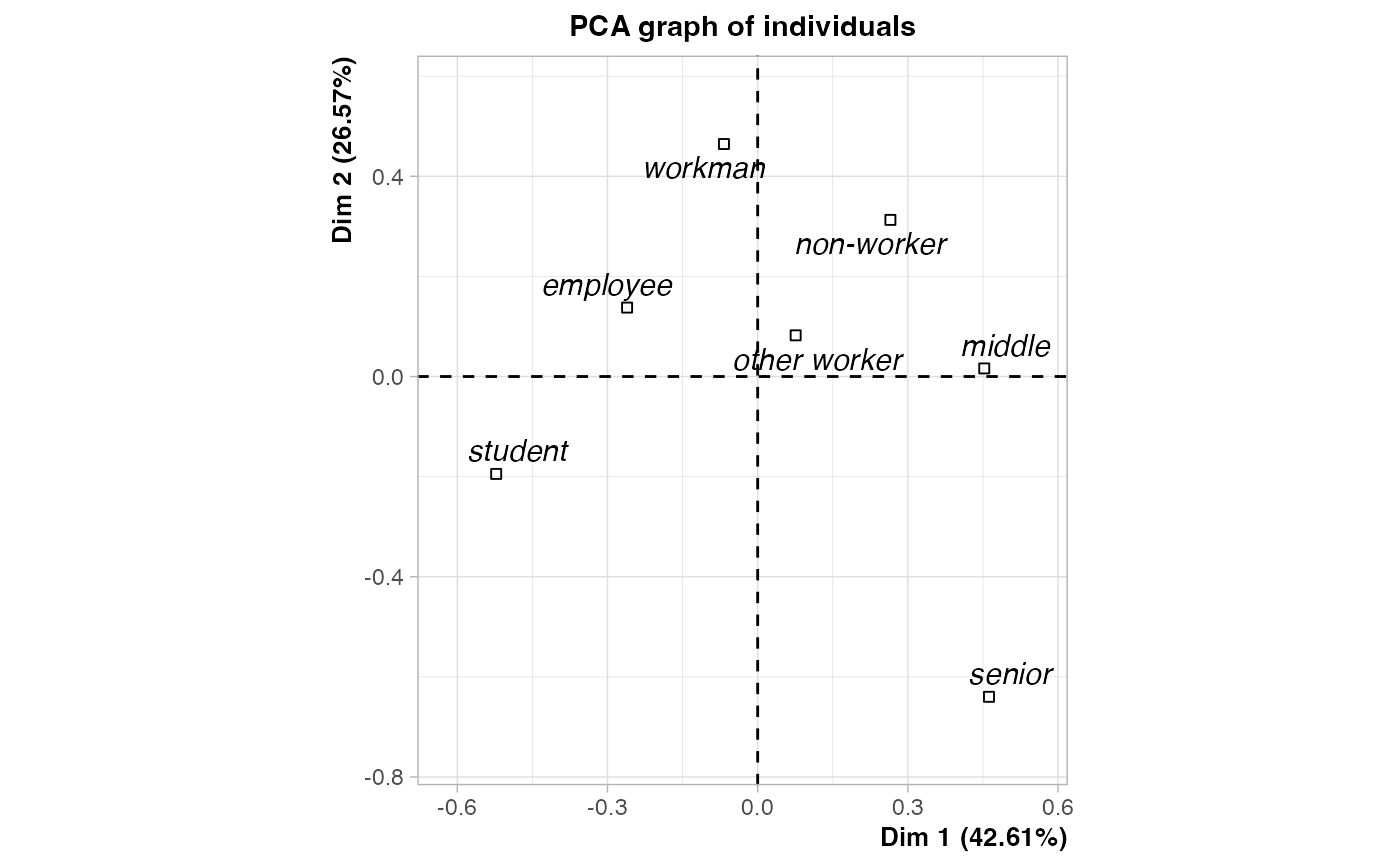 PCA graph of individuals
Dim 2 (26.57%)
workman
0.4
non-worker
employee
other worker
middle
0.0
student
-0.4
senior
-0.8
-0.6
-0.3
0.0
0.3
0.6
Dim 1 (42.61%)